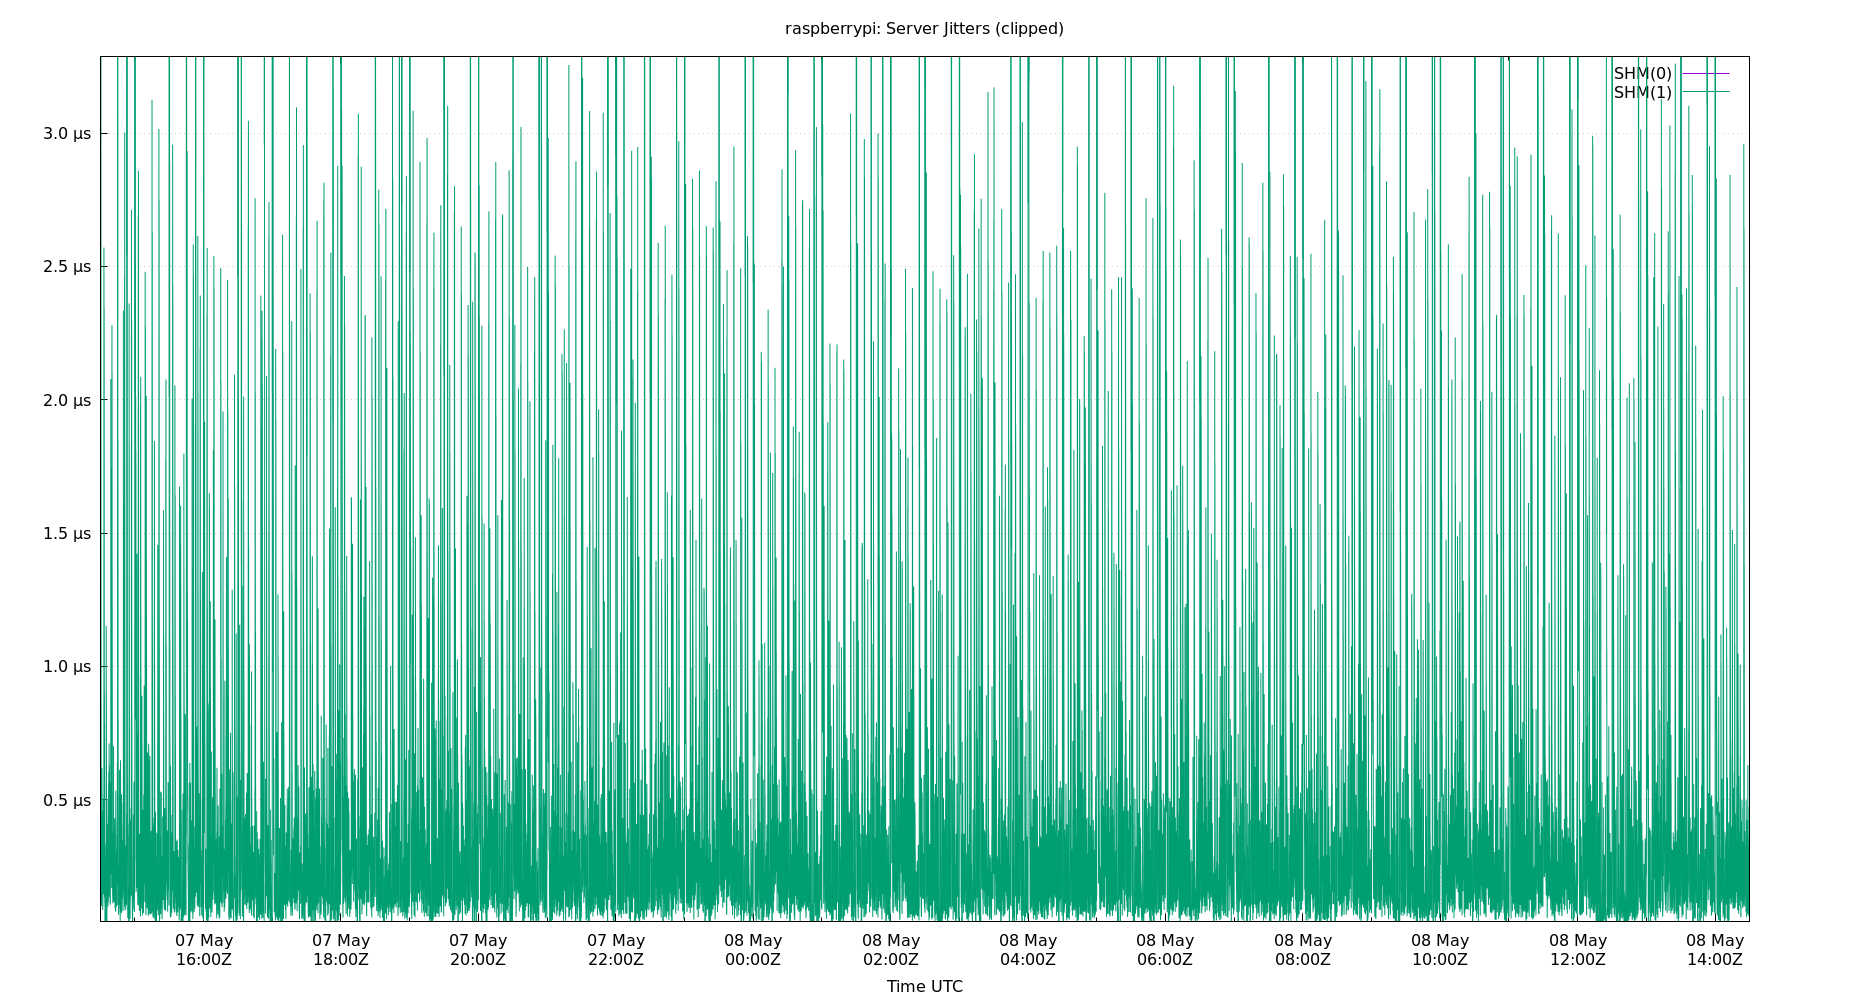 raspberrypi: Server Jitters (clipped)
SHM(0)
SHM(1)
3.0 μs
2.5 μs
2.0 μs
1.5 μs
1.0 μs
0.5 μs
07 May 07 May 07 May 07 May 08 May 08 May 08 May 08 May 08 May 08 May 08 May 08 May
16:00Z 18:00Z 20:00Z 22:00Z 00:00Z 02:00Z 04:00Z 06:00Z 08:00Z 10:00Z 12:00Z 14:00Z
Time UTC